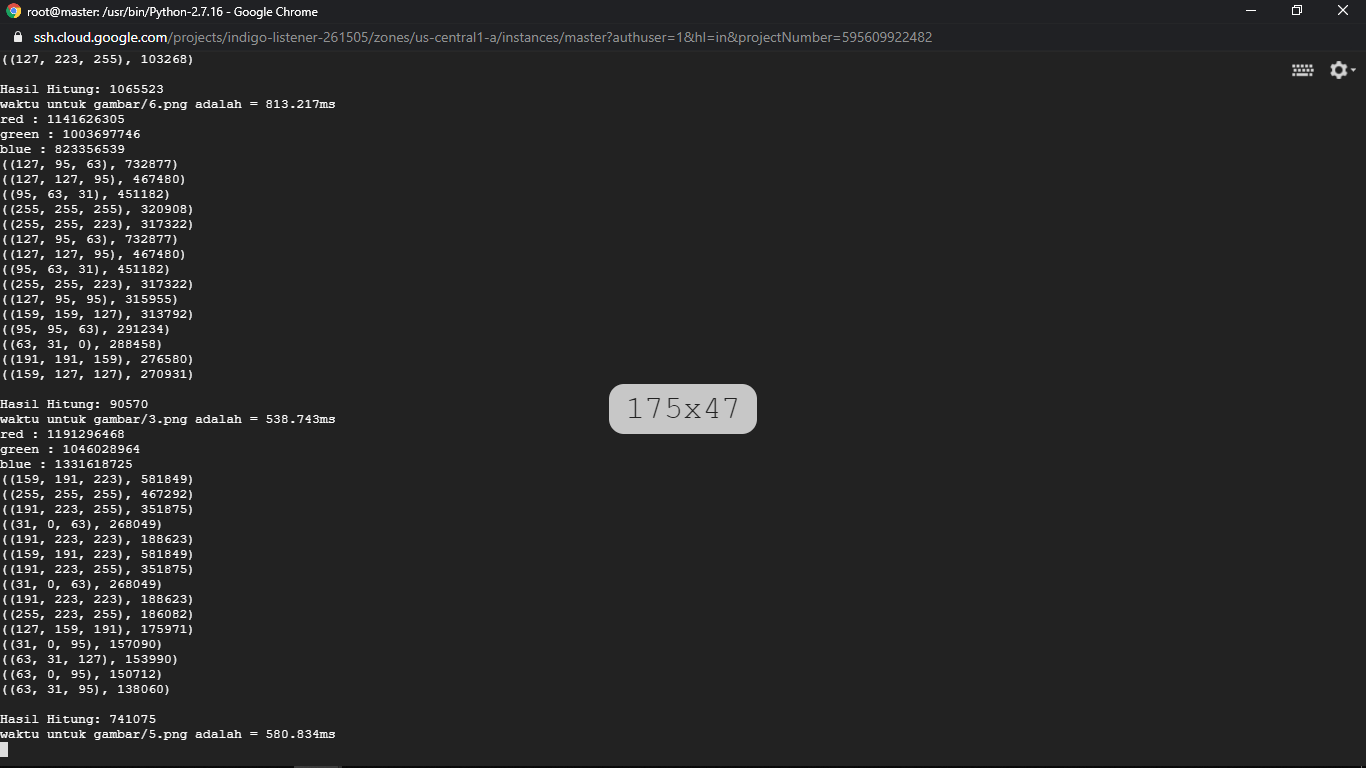 root@master: /usr/bin/Python-2.7.16 - Google Chrome
ssh.cloud.google.com/projects/indigo-listener-261505/zones/us-central1-a/instances/master?authuser=1&hl=in&projectNumber=595609922482
((127, 223, 255), 103268)
Hasil Hitung: 1065523
waktu untuk gambar/6.png adalah = 813.217ms
red : 1141626305
green : 1003697746
blue : 823356539
((127, 95, 63), 732877)
((127, 127, 95), 467480)
((95, 63, 31), 451182)
((255, 255, 255), 320908)
((255, 255, 223), 317322)
((127, 95, 63), 732877)
((127, 127, 95), 467480)
((95, 63, 31), 451182)
((255, 255, 223), 317322)
((127, 95, 95), 315955)
((159, 159, 127), 313792)
((95, 95, 63), 291234)
((63, 31, 0), 288458)
((191, 191, 159), 276580)
((159, 127, 127), 270931)
Hasil Hitung: 90570
waktu untuk gambar/3.png adalah = 538.743ms
red : 1191296468
green : 1046028964
blue : 1331618725
((159, 191, 223), 581849)
((255, 255, 255), 467292)
((191, 223, 255), 351875)
((31, 0, 63), 268049)
((191, 223, 223), 188623)
((159, 191, 223), 581849)
((191, 223, 255), 351875)
((31, 0, 63), 268049)
((191, 223, 223), 188623)
((255, 223, 255), 186082)
((127, 159, 191), 175971)
((31, 0, 95), 157090)
((63, 31, 127), 153990)
((63, 0, 95), 150712)
((63, 31, 95), 138060)
Hasil Hitung: 741075
waktu untuk gambar/5.png adalah = 580.834ms
175x47